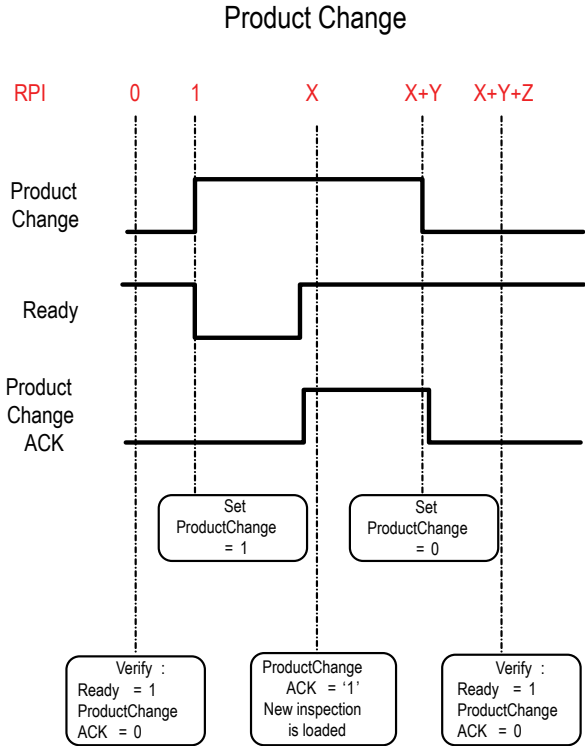 Product Change
RPI 0 1 X X+Y X+Y+Z
Product
Change
Ready
Product
Change
ACK
Set
ProductChange
= 1
Set
ProductChange
= 0
Verify :
Ready = 1
ProductChange
ACK = 0
ProductChange
ACK = ‘1’
New inspection
is loaded
Verify :
Ready = 1
ProductChange
ACK = 0